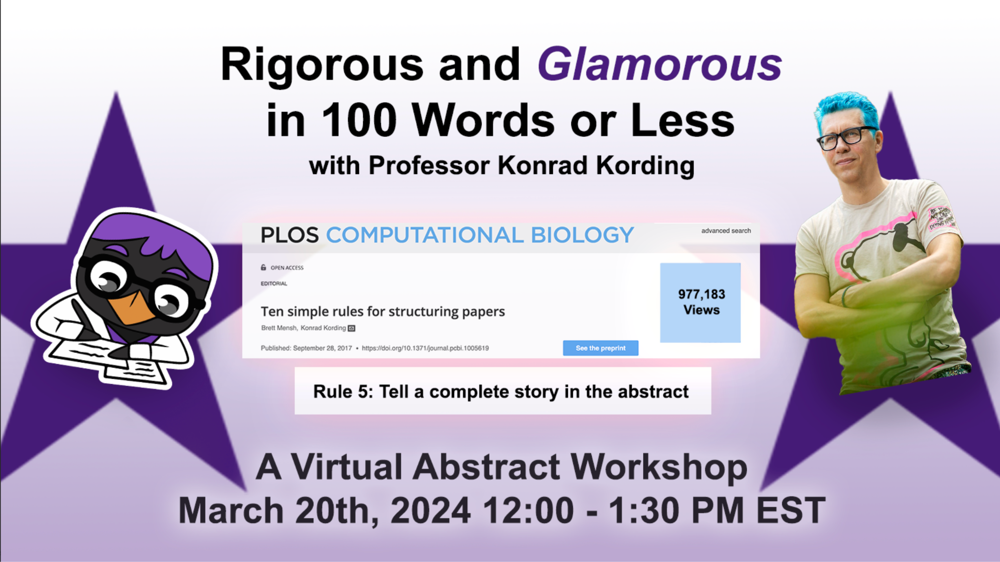 Rigorous and Glamorous
in 100 Words or Less
with Professor Konrad Kording
PLOS COMPUTATIONAL BIOLOGY
advanced search
OPEN ACCESS
EDITORIAL
977,183
Views
Ten simple rules for structuring papers
Brett Mensh, Konrad Kording
Published: September 28, 2017 • https://doi.org/10.1371/journal.pcbi.1005619
See the preprint
Rule 5: Tell a complete story in the abstract
A Virtual Abstract Workshop
March 20th, 2024 12:00 - 1:30 PM EST